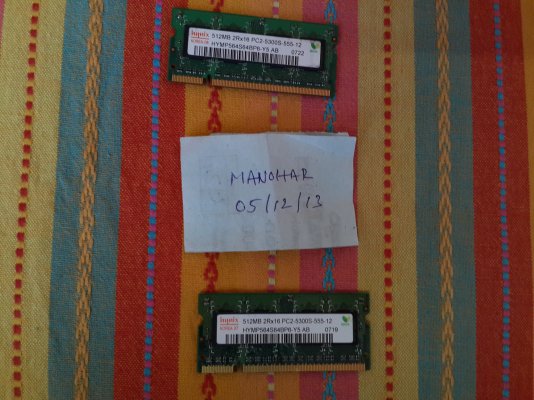 hynix 512MB 2Rx16 PC2-5300S-555-12
HYMP564S64BP6-Y5 AB 0722
MANOHAR
05/12/13
hynix 512MB 2Rx16 PC2-5300S-555-12
HYMP564S64BP6-Y5 AB 0719